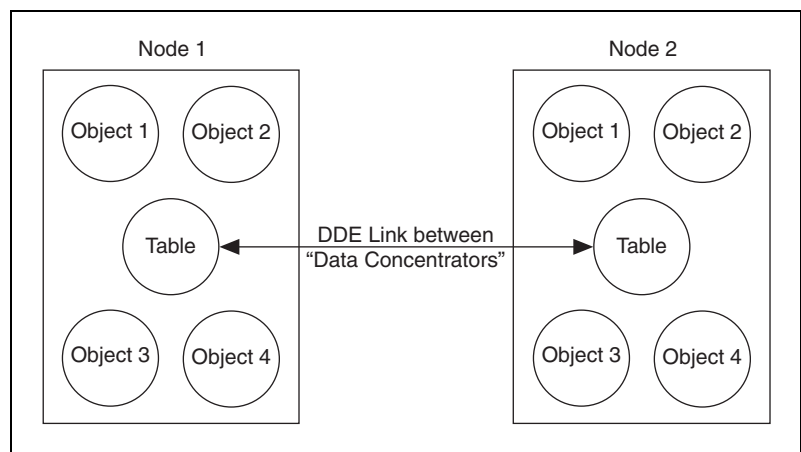 Node 1
Node 2
Object 1
Object 2
Object 1
Object 2
Table
DDE Link between
“Data Concentrators”
Table
Object 3
Object 4
Object 3
Object 4